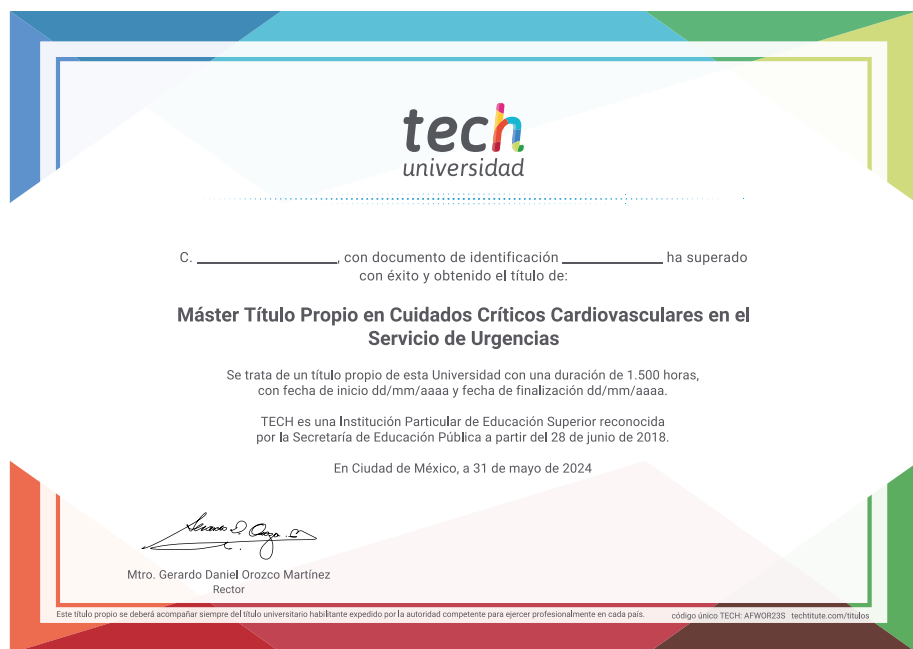 tech
universidad
C. ____________, con documento de identificación ____________ ha superado
con éxito y obtenido el título de:
Máster Título Propio en Cuidados Críticos Cardiovasculares en el
Servicio de Urgencias
Se trata de un título propio de esta Universidad con una duración de 1.500 horas,
con fecha de inicio dd/mm/aaaa y fecha de finalización dd/mm/aaaa.
TECH es una Institución Particular de Educación Superior reconocida
por la Secretaría de Educación Pública a partir del 28 de junio de 2018.
En Ciudad de México, a 31 de mayo de 2024
Mtro. Gerardo Daniel Orozco Martínez
Rector
Este título propio se deberá acompañar siempre del título universitario habilitante expedido por la autoridad competente para ejercer profesionalmente en cada país.
código único TECH: AFWOR23S techtitute.com/titulos